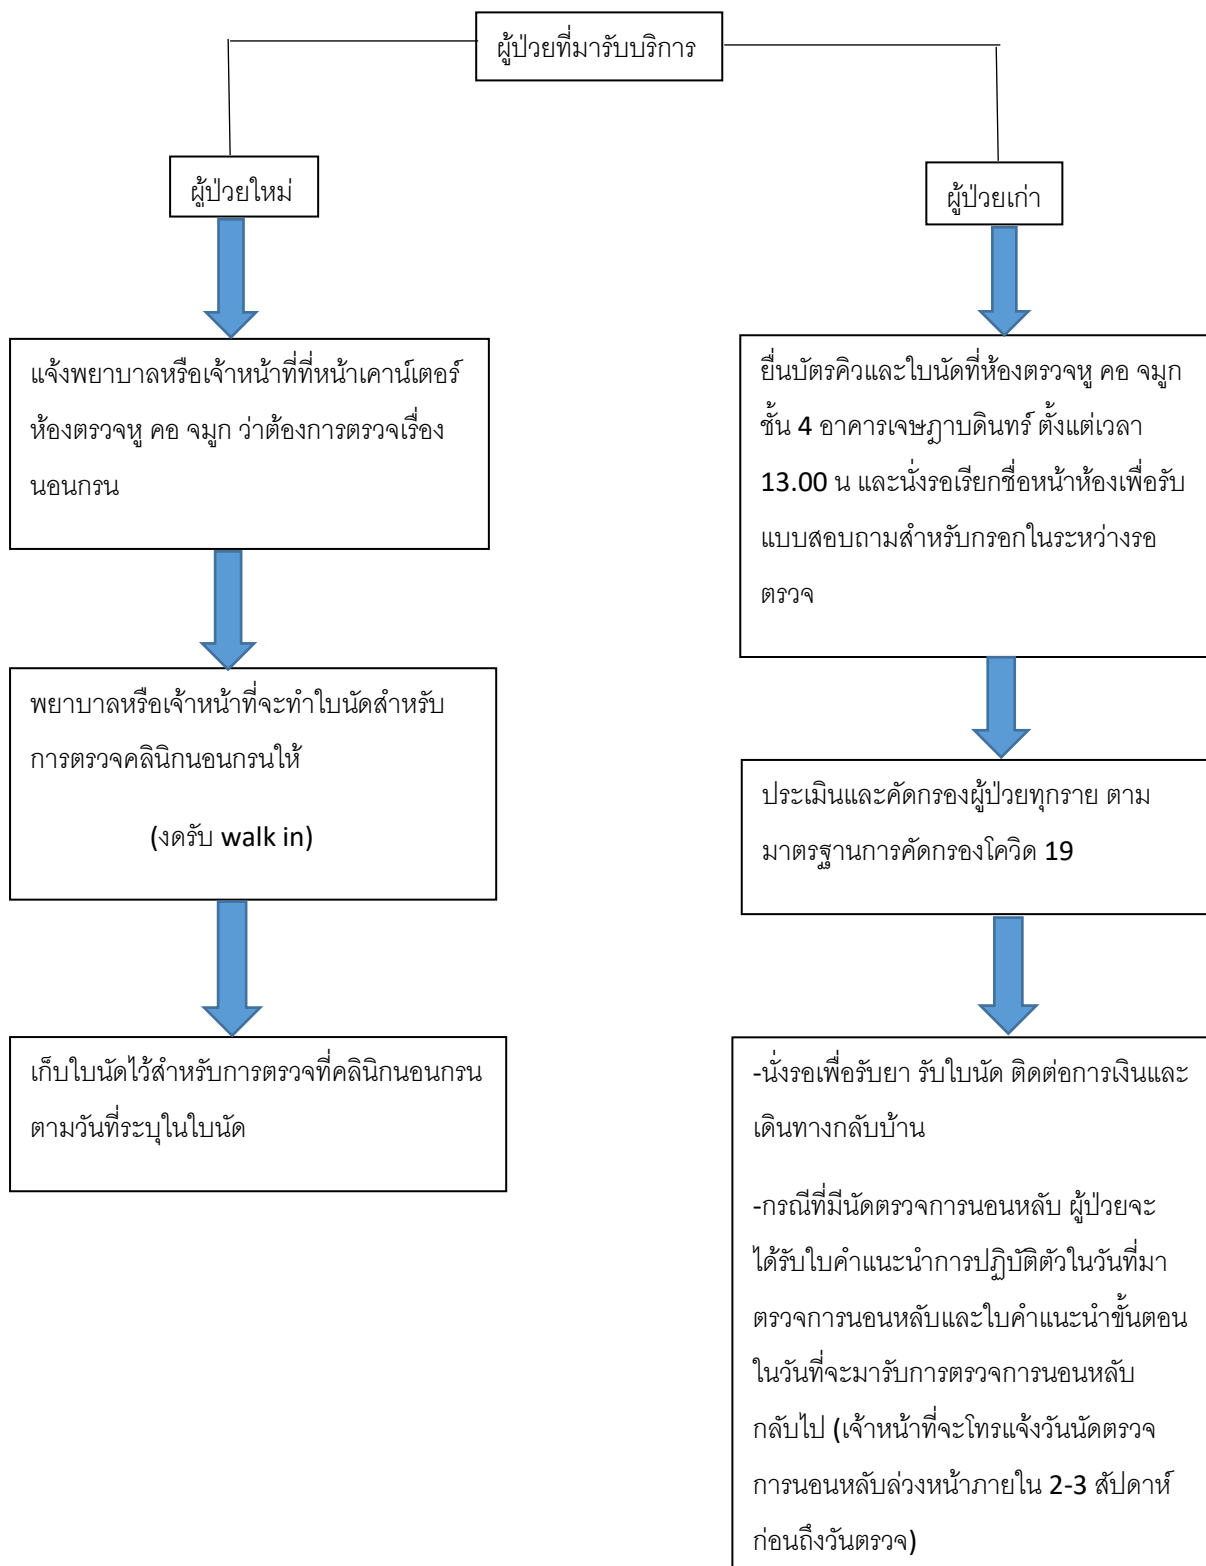 ผู้ป่วยที่มารับบริการ
ผู้ป่วยใหม่
แจ้งพยาบาลหรือเจ้าหน้าที่ที่หน้าเคาน์เตอร์
ห้องตรวจหู คอ จมูก ว่าต้องการตรวจเรื่อง
นอนกรน
พยาบาลหรือเจ้าหน้าที่จะทำใบนัดสำหรับ
การตรวจคลินิกนอนกรนให้
(งดรับ walk in)
เก็บใบนัดไว้สำหรับการตรวจที่คลินิกนอนกรน
ตามวันที่ระบุในใบนัด
ผู้ป่วยเก่า
ยื่นบัตรคิวและใบนัดที่ห้องตรวจหู คอ จมูก
ชั้น 4 อาคารเจษฎาบดินทร์ ตั้งแต่เวลา
13.00 น และนั่งรอเรียกชื่อหน้าห้องเพื่อรับ
แบบสอบถามสำหรับกรอกในระหว่างรอ
ตรวจ
ประเมินและคัดกรองผู้ป่วยทุกราย ตาม
มาตรฐานการคัดกรองโควิด 19
-นั่งรอเพื่อรับยา รับใบนัด ติดต่อการเงินและ
เดินทางกลับบ้าน
-กรณีที่มีนัดตรวจการนอนหลับ ผู้ป่วยจะ
ได้รับใบคำแนะนำการปฏิบัติตัวในวันที่มา
ตรวจการนอนหลับและใบคำแนะนำขั้นตอน
ในวันที่จะมารับการตรวจการนอนหลับ
กลับไป (เจ้าหน้าที่จะโทรแจ้งวันนัดตรวจ
การนอนหลับล่วงหน้าภายใน 2-3 สัปดาห์
ก่อนถึงวันตรวจ)